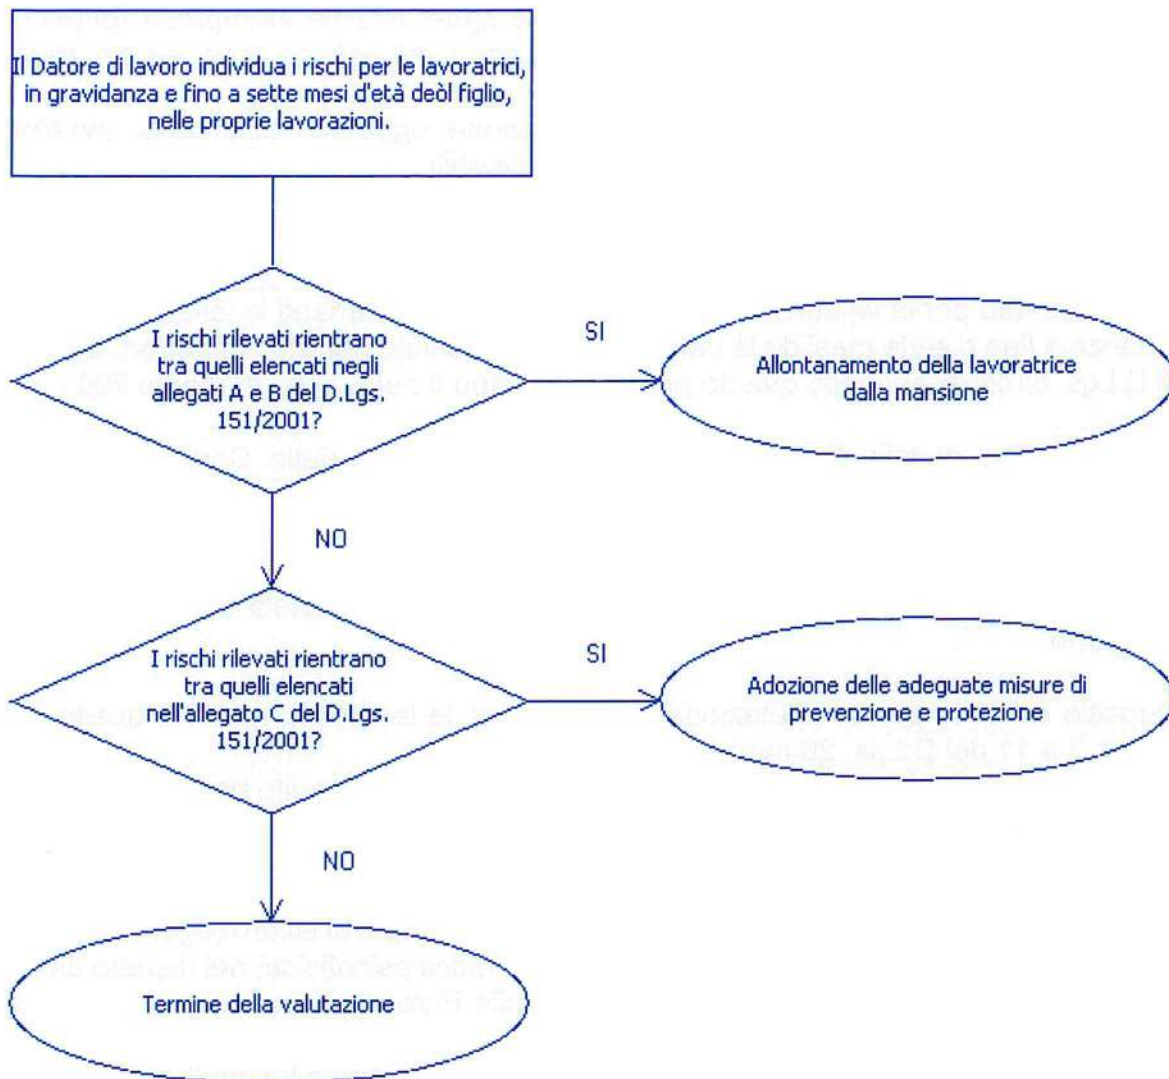 Il Datore di lavoro individua i rischi per le lavoratrici,
in gravidanza e fino a sette mesi d'età deòl figlio,
nelle proprie lavorazioni.
I rischi rilevati rientrano
tra quelli elencati negli
allegati A e B del D.Lgs.
151/2001?
SI
Allontanamento della lavoratrice
dalla mansione
NO
I rischi rilevati rientrano
tra quelli elencati
nell'allegato C del D.Lgs.
151/2001?
SI
Adozione delle adeguate misure di
prevenzione e protezione
NO
Termine della valutazione